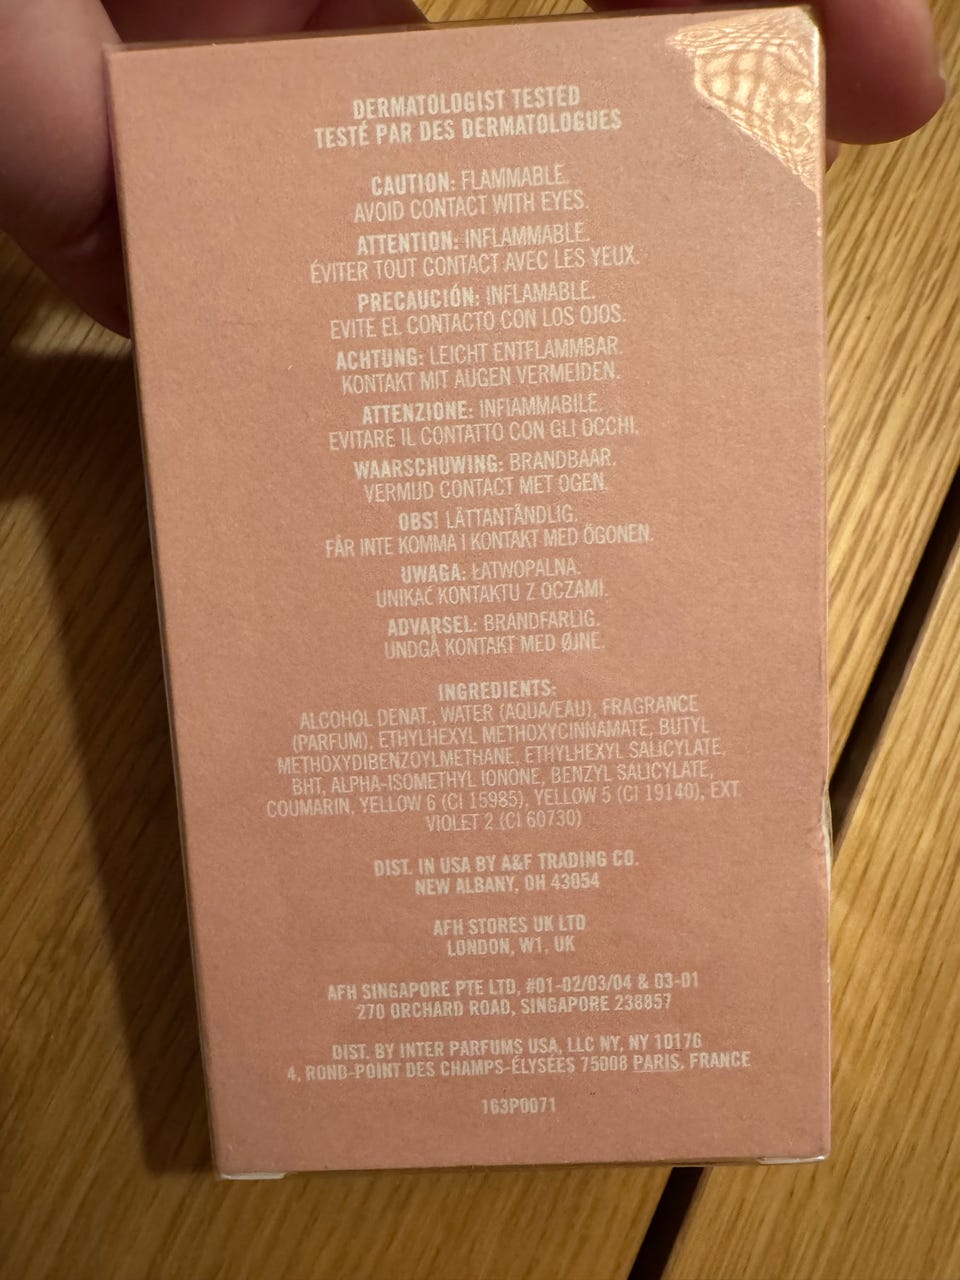 DERMATOLOGIST TESTED
TESTÉ PAR DES DERMATOLOGUES
CAUTION: FLAMMABLE.
AVOID CONTACT WITH EYES.
ATTENTION: INFLAMMABLE.
ÉVITER TOUT CONTACT AVEC LES YEUX.
PRECAUCIÓN: INFLAMABLE.
EVITE EL CONTACTO CON LOS OJOS.
ACHTUNG: LEICHT ENTFLAMMBAR.
KONTAKT MIT AUGEN VERMEIDEN.
ATTENZIONE: INFIAMMABILE.
EVITARE IL CONTATTO CON GLI OCCHI.
WAARSCHUWING: BRANDBAAR.
VERMIJD CONTACT MET OGEN.
OBS! LÄTTANTÄNDLIG.
FÅR INTE KOMMA I KONTAKT MED ÖGONEN.
UWAGA: ŁATWOPALNA.
UNIKAĆ KONTAKTU Z OCZAMI.
ADVARSEL: BRANDFARLIG.
UNDGÅ KONTAKT MED ØJNE.
INGREDIENTS:
ALCOHOL DENAT., WATER (AQUA/EAU), FRAGRANCE
(PARFUM), ETHYLHEXYL METHOXYCINNAMATE, BUTYL
METHOXYDIBENZOYLMETHANE, ETHYLHEXYL SALICYLATE,
BHT, ALPHA-ISOMETHYL IONONE, BENZYL SALICYLATE,
COUMARIN, YELLOW 6 (CI 15985), YELLOW 5 (CI 19140), EXT.
VIOLET 2 (CI 60730)
DIST. IN USA BY A&F TRADING CO.
NEW ALBANY, OH 43054
AFH STORES UK LTD
LONDON, W1, UK
AFH SINGAPORE PTE LTD, #01-02/03/04 & 03-01
270 ORCHARD ROAD, SINGAPORE 238857
DIST. BY INTER PARFUMS USA, LLC NY, NY 10176
4, ROND-POINT DES CHAMPS-ÉLYSÉES 75008 PARIS, FRANCE
163P0071